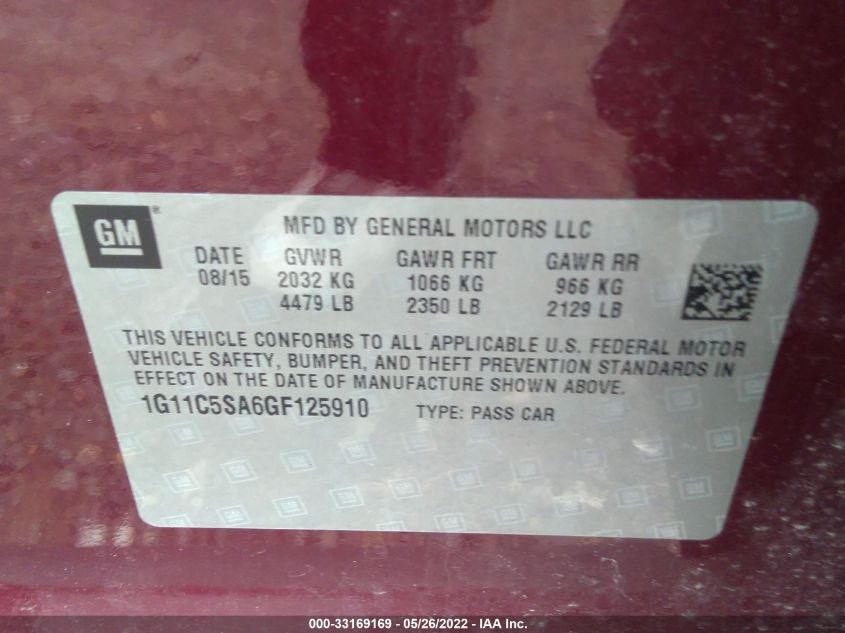 GM®
MFD BY GENERAL MOTORS LLC
DATE GVWR GAWR FRT GAWR RR
08/15 2032 KG 1066 KG 966 KG
4479 LB 2350 LB 2129 LB
THIS VEHICLE CONFORMS TO ALL APPLICABLE U.S. FEDERAL MOTOR
VEHICLE SAFETY, BUMPER, AND THEFT PREVENTION STANDARDS IN
EFFECT ON THE DATE OF MANUFACTURE SHOWN ABOVE.
1G11C5SA6GF125910 TYPE: PASS CAR
000-33169169 - 05/26/2022 - IAA Inc.